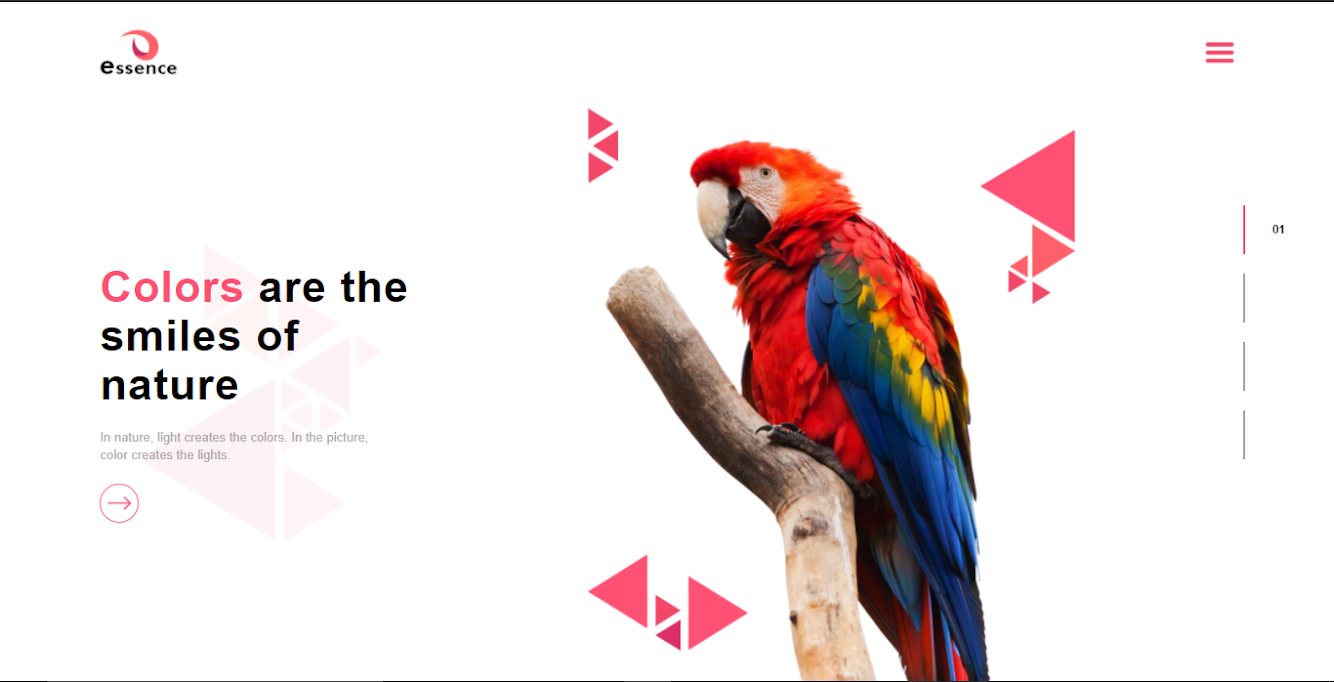 essence
01
Colors are the
smiles of
nature
In nature, light creates the colors. In the picture,
color creates the lights.